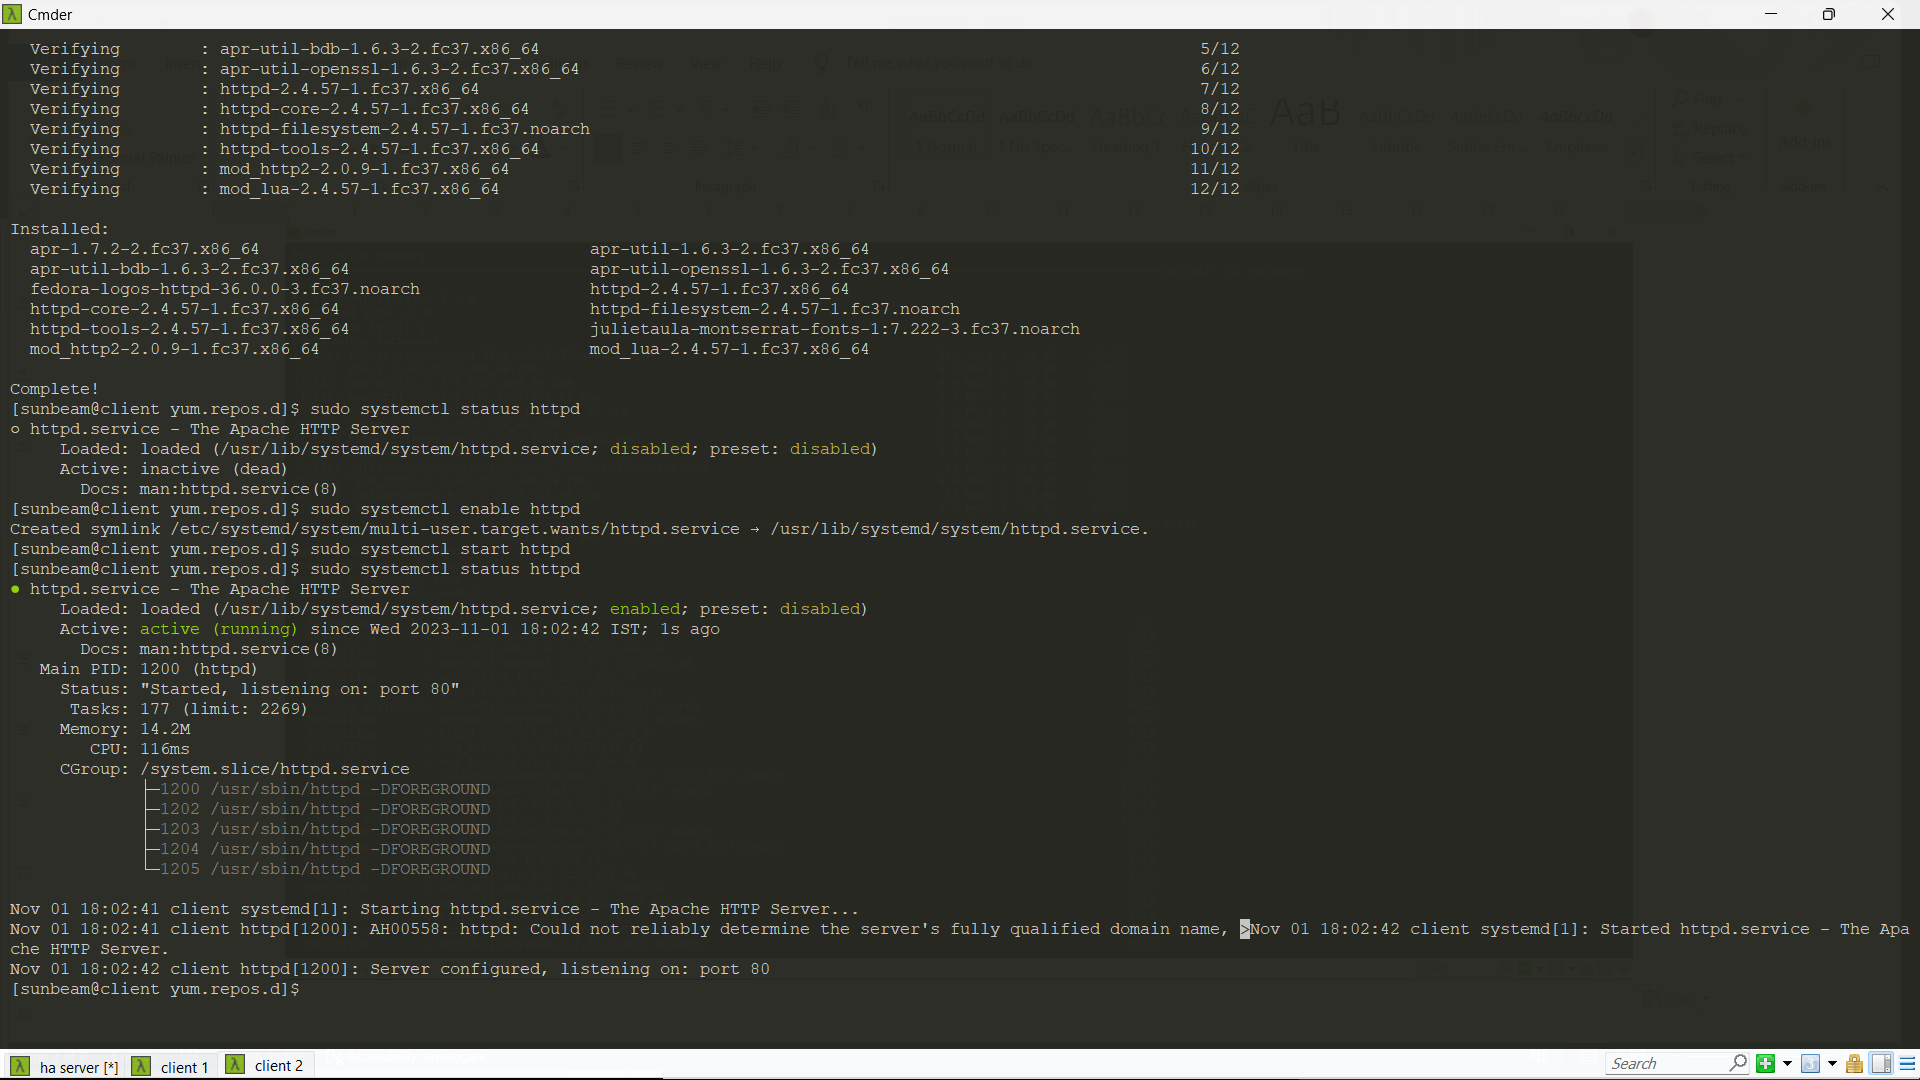 Cmder
Verifying : apr-util-bdb-1.6.3-2.fc37.x86_64 5/12
Verifying : apr-util-openssl-1.6.3-2.fc37.x86_64 6/12
Verifying : httpd-2.4.57-1.fc37.x86_64 7/12
Verifying : httpd-core-2.4.57-1.fc37.x86_64 8/12
Verifying : httpd-filesystem-2.4.57-1.fc37.noarch 9/12
Verifying : httpd-tools-2.4.57-1.fc37.x86_64 10/12
Verifying : mod_http2-2.0.9-1.fc37.x86_64 11/12
Verifying : mod_lua-2.4.57-1.fc37.x86_64 12/12
Installed:
apr-1.7.2-2.fc37.x86_64 apr-util-1.6.3-2.fc37.x86_64
apr-util-bdb-1.6.3-2.fc37.x86_64 apr-util-openssl-1.6.3-2.fc37.x86_64
fedora-logos-httpd-36.0.0-3.fc37.noarch httpd-2.4.57-1.fc37.x86_64
httpd-core-2.4.57-1.fc37.x86_64 httpd-filesystem-2.4.57-1.fc37.noarch
httpd-tools-2.4.57-1.fc37.x86_64 julietaula-montserrat-fonts-1:7.222-3.fc37.noarch
mod_http2-2.0.9-1.fc37.x86_64 mod_lua-2.4.57-1.fc37.x86_64
Complete!
[sunbeam@client yum.repos.d]$ sudo systemctl status httpd
○ httpd.service - The Apache HTTP Server
Loaded: loaded (/usr/lib/systemd/system/httpd.service; disabled; preset: disabled)
Active: inactive (dead)
Docs: man:httpd.service(8)
[sunbeam@client yum.repos.d]$ sudo systemctl enable httpd
Created symlink /etc/systemd/system/multi-user.target.wants/httpd.service → /usr/lib/systemd/system/httpd.service.
[sunbeam@client yum.repos.d]$ sudo systemctl start httpd
[sunbeam@client yum.repos.d]$ sudo systemctl status httpd
● httpd.service - The Apache HTTP Server
Loaded: loaded (/usr/lib/systemd/system/httpd.service; enabled; preset: disabled)
Active: active (running) since Wed 2023-11-01 18:02:42 IST; 1s ago
Docs: man:httpd.service(8)
Main PID: 1200 (httpd)
Status: "Started, listening on: port 80"
Tasks: 177 (limit: 2269)
Memory: 14.2M
CPU: 116ms
CGroup: /system.slice/httpd.service
├─1200 /usr/sbin/httpd -DFOREGROUND
├─1202 /usr/sbin/httpd -DFOREGROUND
├─1203 /usr/sbin/httpd -DFOREGROUND
├─1204 /usr/sbin/httpd -DFOREGROUND
└─1205 /usr/sbin/httpd -DFOREGROUND
Nov 01 18:02:41 client systemd[1]: Starting httpd.service - The Apache HTTP Server...
Nov 01 18:02:41 client httpd[1200]: AH00558: httpd: Could not reliably determine the server's fully qualified domain name, >Nov 01 18:02:42 client systemd[1]: Started httpd.service - The Apa
che HTTP Server.
Nov 01 18:02:42 client httpd[1200]: Server configured, listening on: port 80
[sunbeam@client yum.repos.d]$
ha server [*] client 1 client 2 Search